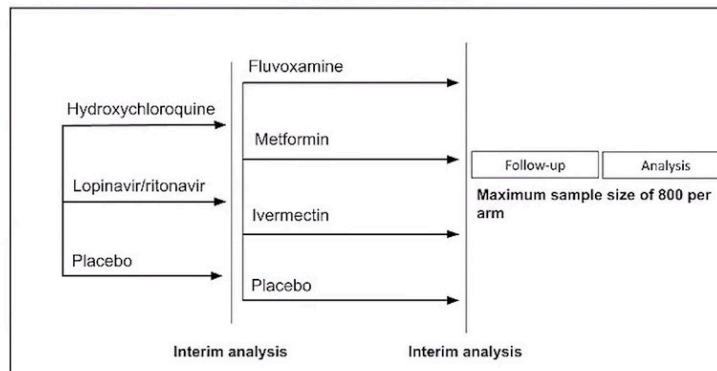 Fluvoxamine
Hydroxychloroquine
Metformin
Lopinavir/ritonavir
Ivermectin
Placebo
Placebo
Follow-up
Analysis
Maximum sample size of 800 per
arm
Interim analysis
Interim analysis